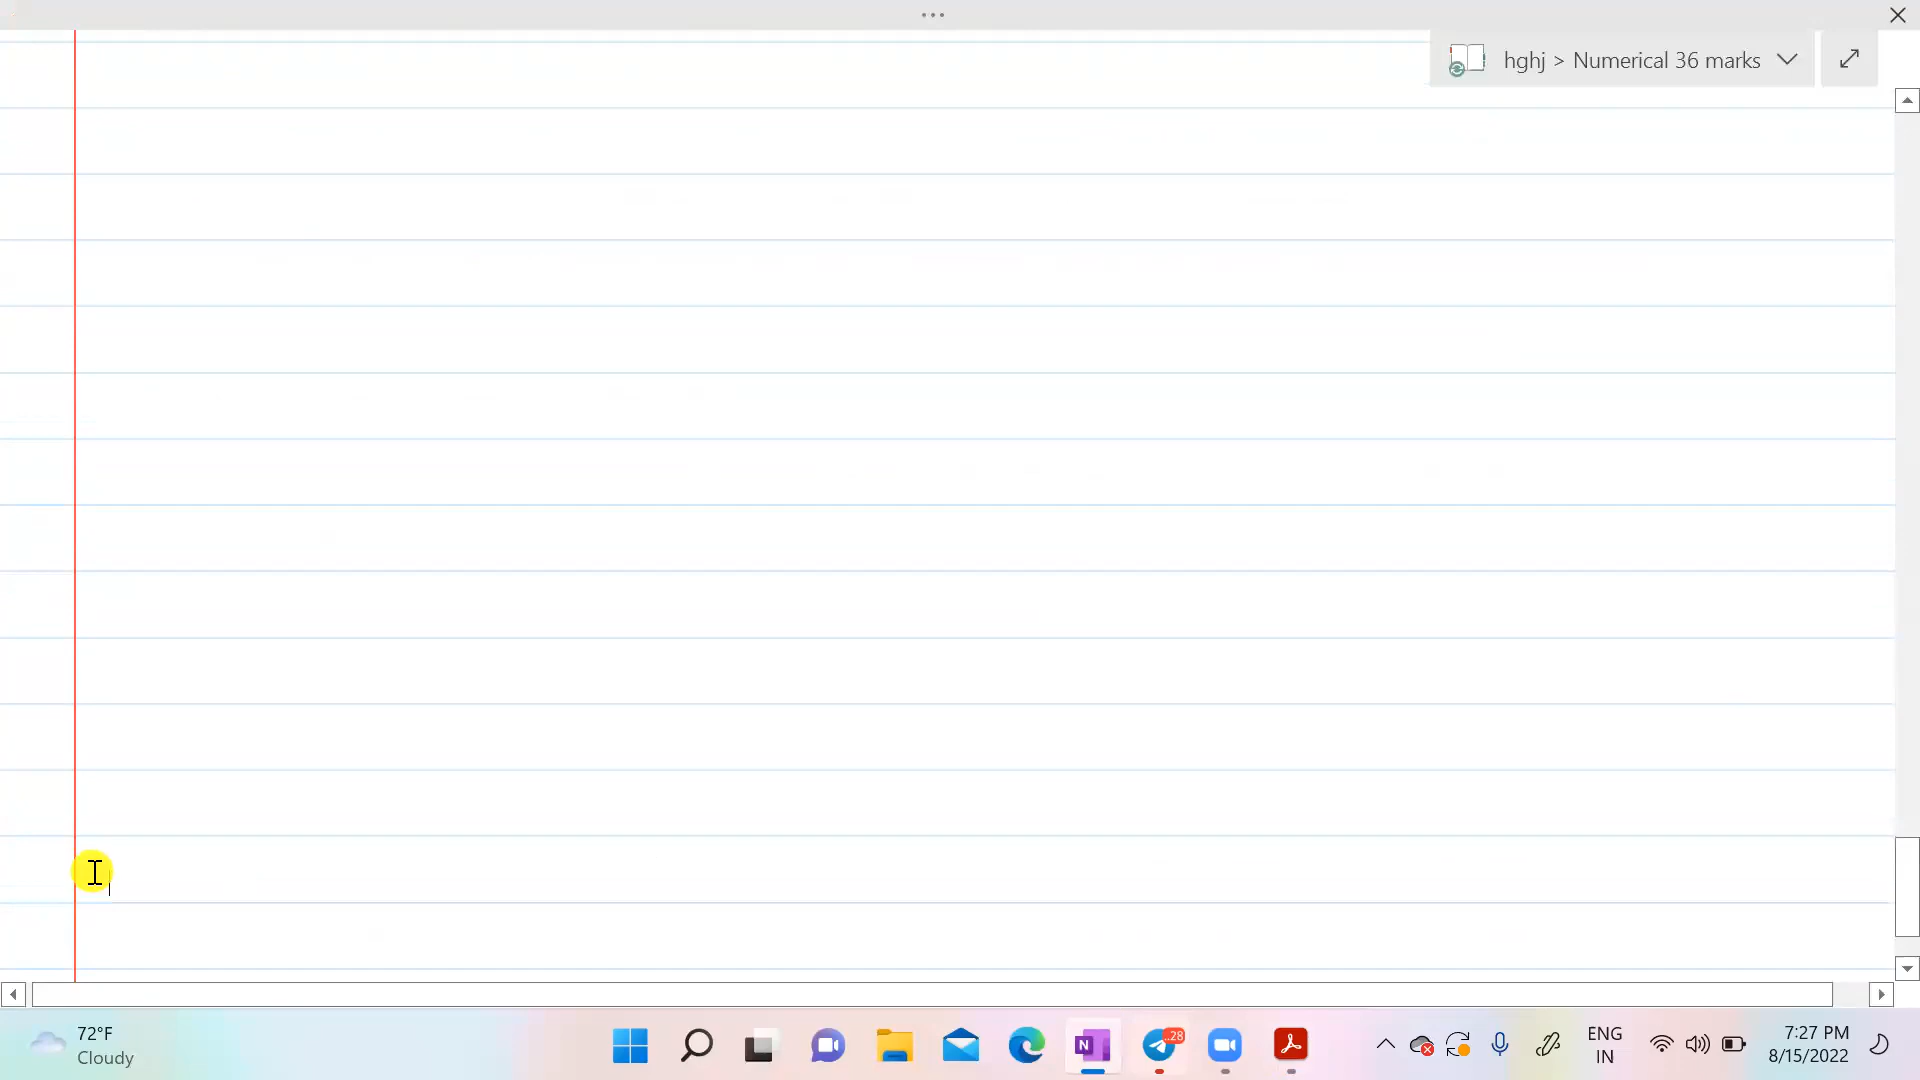 hghj > Numerical 36 marks
72°F
Cloudy
N
..28
ENG
IN
7:27 PM
8/15/2022